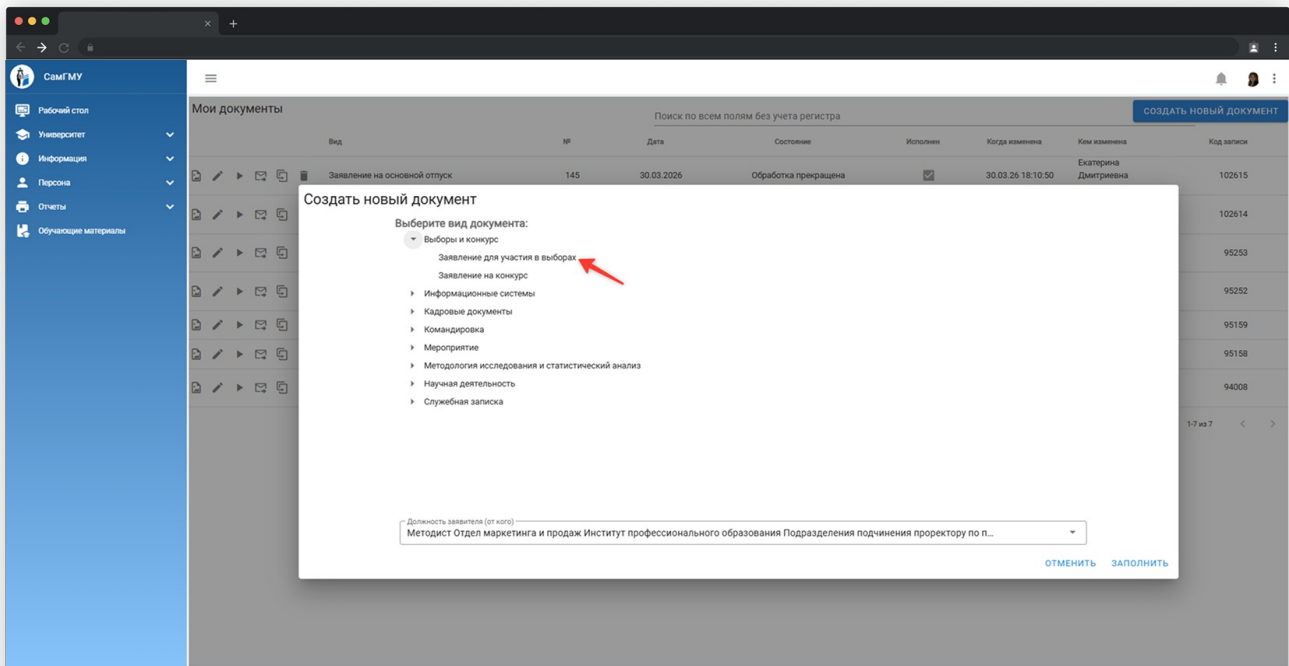 СамГМУ
Рабочий стол
Университет
Информация
Персона
Отчеты
Обучающие материалы
Мои документы
Поиск по всем полям без учета регистра
СОЗДАТЬ НОВЫЙ ДОКУМЕНТ
Вид № Дата Состояние Исполнен Когда изменена Кем изменена Код записи
Заявление на основной отпуск 145 30.03.2026 Обработка прекращена 30.03.26 18:10:50 Екатерина Дмитриевна 102615
102614
95253
95252
95159
95158
94008
1-7 из 7
Создать новый документ
Выберите вид документа:
Выборы и конкурс
Заявление для участия в выборах
Заявление на конкурс
Информационные системы
Кадровые документы
Командировка
Мероприятие
Методология исследования и статистический анализ
Научная деятельность
Служебная записка
Должность заявителя (от кого)
Методист Отдел маркетинга и продаж Институт профессионального образования Подразделения подчинения проректору по п...
ОТМЕНИТЬ ЗАПОЛНИТЬ